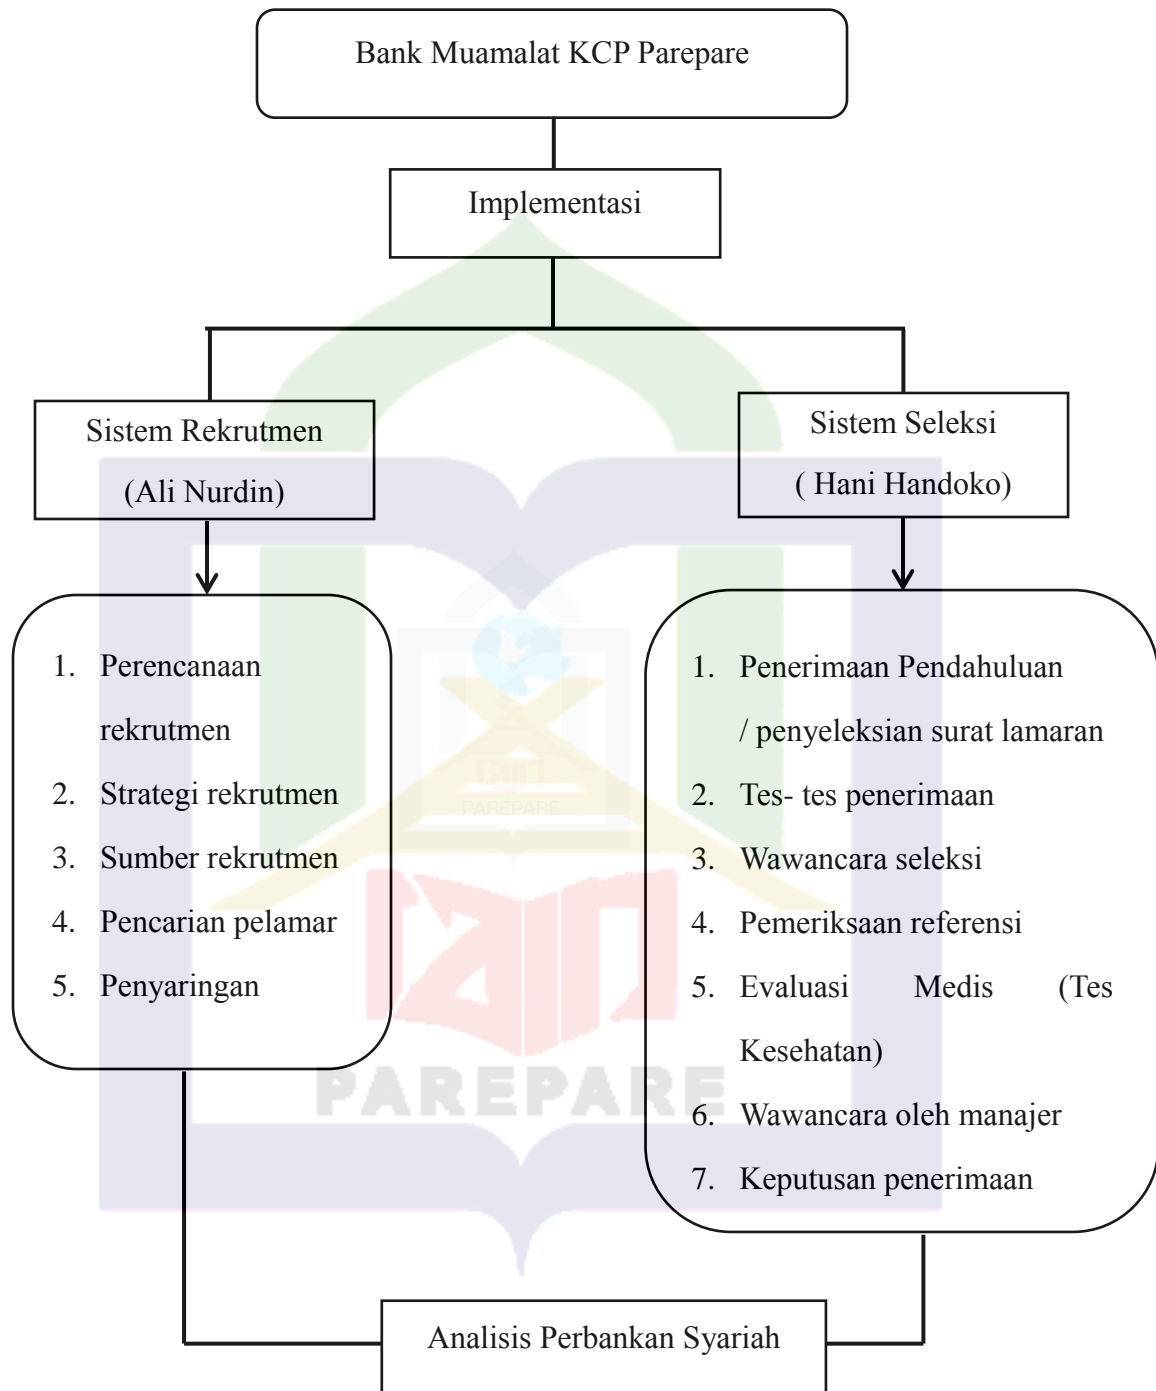 Bank Muamalat KCP Parepare
Implementasi
Sistem Rekrutmen
(Ali Nurdin)
Sistem Seleksi
( Hani Handoko)
1. Perencanaan
rekrutmen
2. Strategi rekrutmen
3. Sumber rekrutmen
4. Pencarian pelamar
5. Penyaringan
1. Penerimaan Pendahuluan
/ penyeleksian surat lamaran
2. Tes- tes penerimaan
3. Wawancara seleksi
4. Pemeriksaan referensi
5. Evaluasi Medis (Tes
Kesehatan)
6. Wawancara oleh manajer
7. Keputusan penerimaan
IAIN
PAREPARE
IAIN
PAREPARE
Analisis Perbankan Syariah